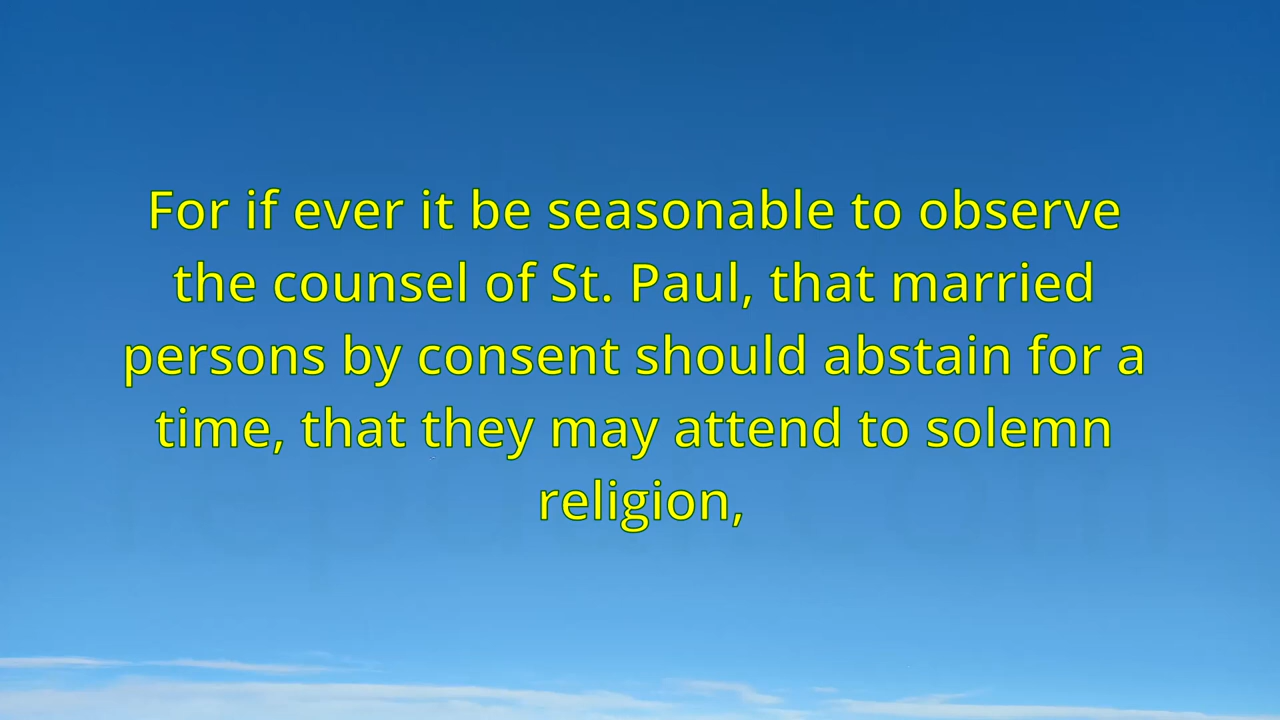 For if ever it be seasonable to observe
the counsel of St. Paul, that married
persons by consent should abstain for a
time, that they may attend to solemn
religion,